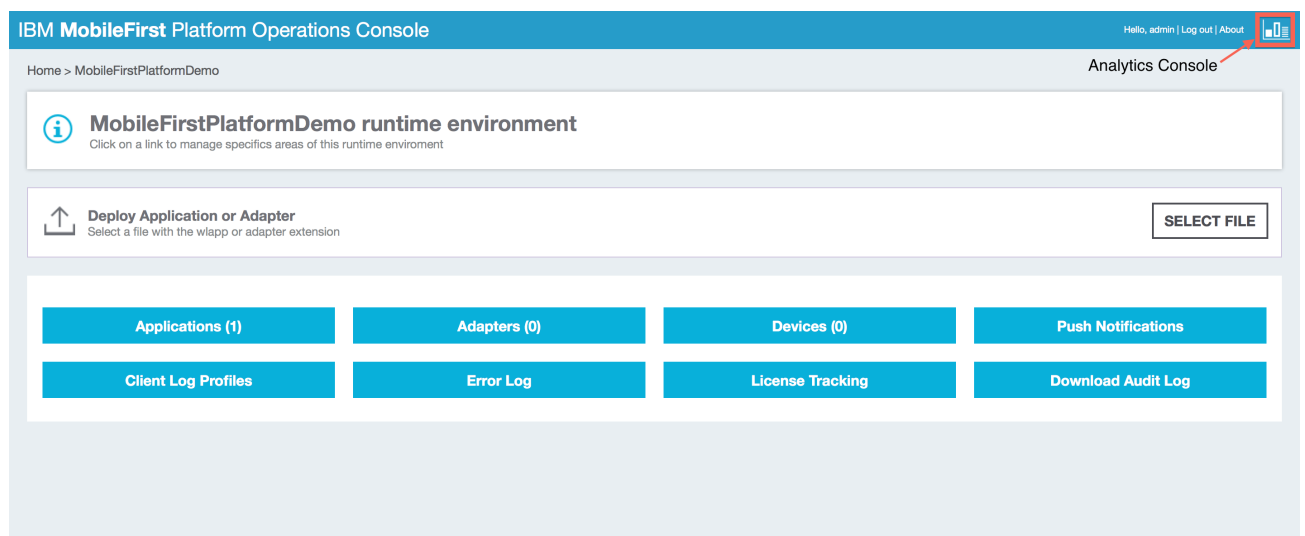 IBM MobileFirst Platform Operations Console
Hello, admin | Log out | About
Analytics Console
Home > MobileFirstPlatformDemo
MobileFirstPlatformDemo runtime environment
Click on a link to manage specifics areas of this runtime enviroment
Deploy Application or Adapter
Select a file with the wlapp or adapter extension
SELECT FILE
Applications (1)
Adapters (0)
Devices (0)
Push Notifications
Client Log Profiles
Error Log
License Tracking
Download Audit Log